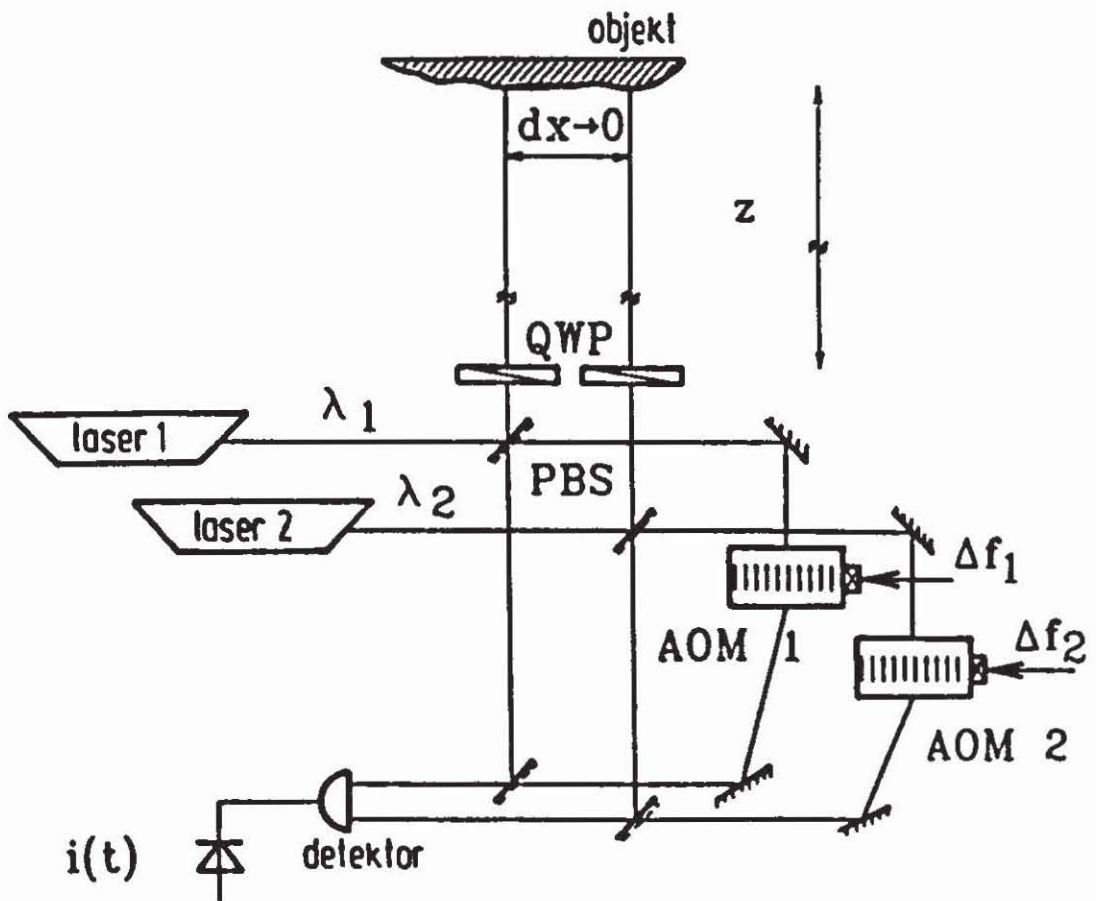 objekt
dx→0
z
QWP
λ1
laser 1
PBS
λ2
laser 2
Δf1
AOM 1
Δf2
AOM 2
i(t)
detektor